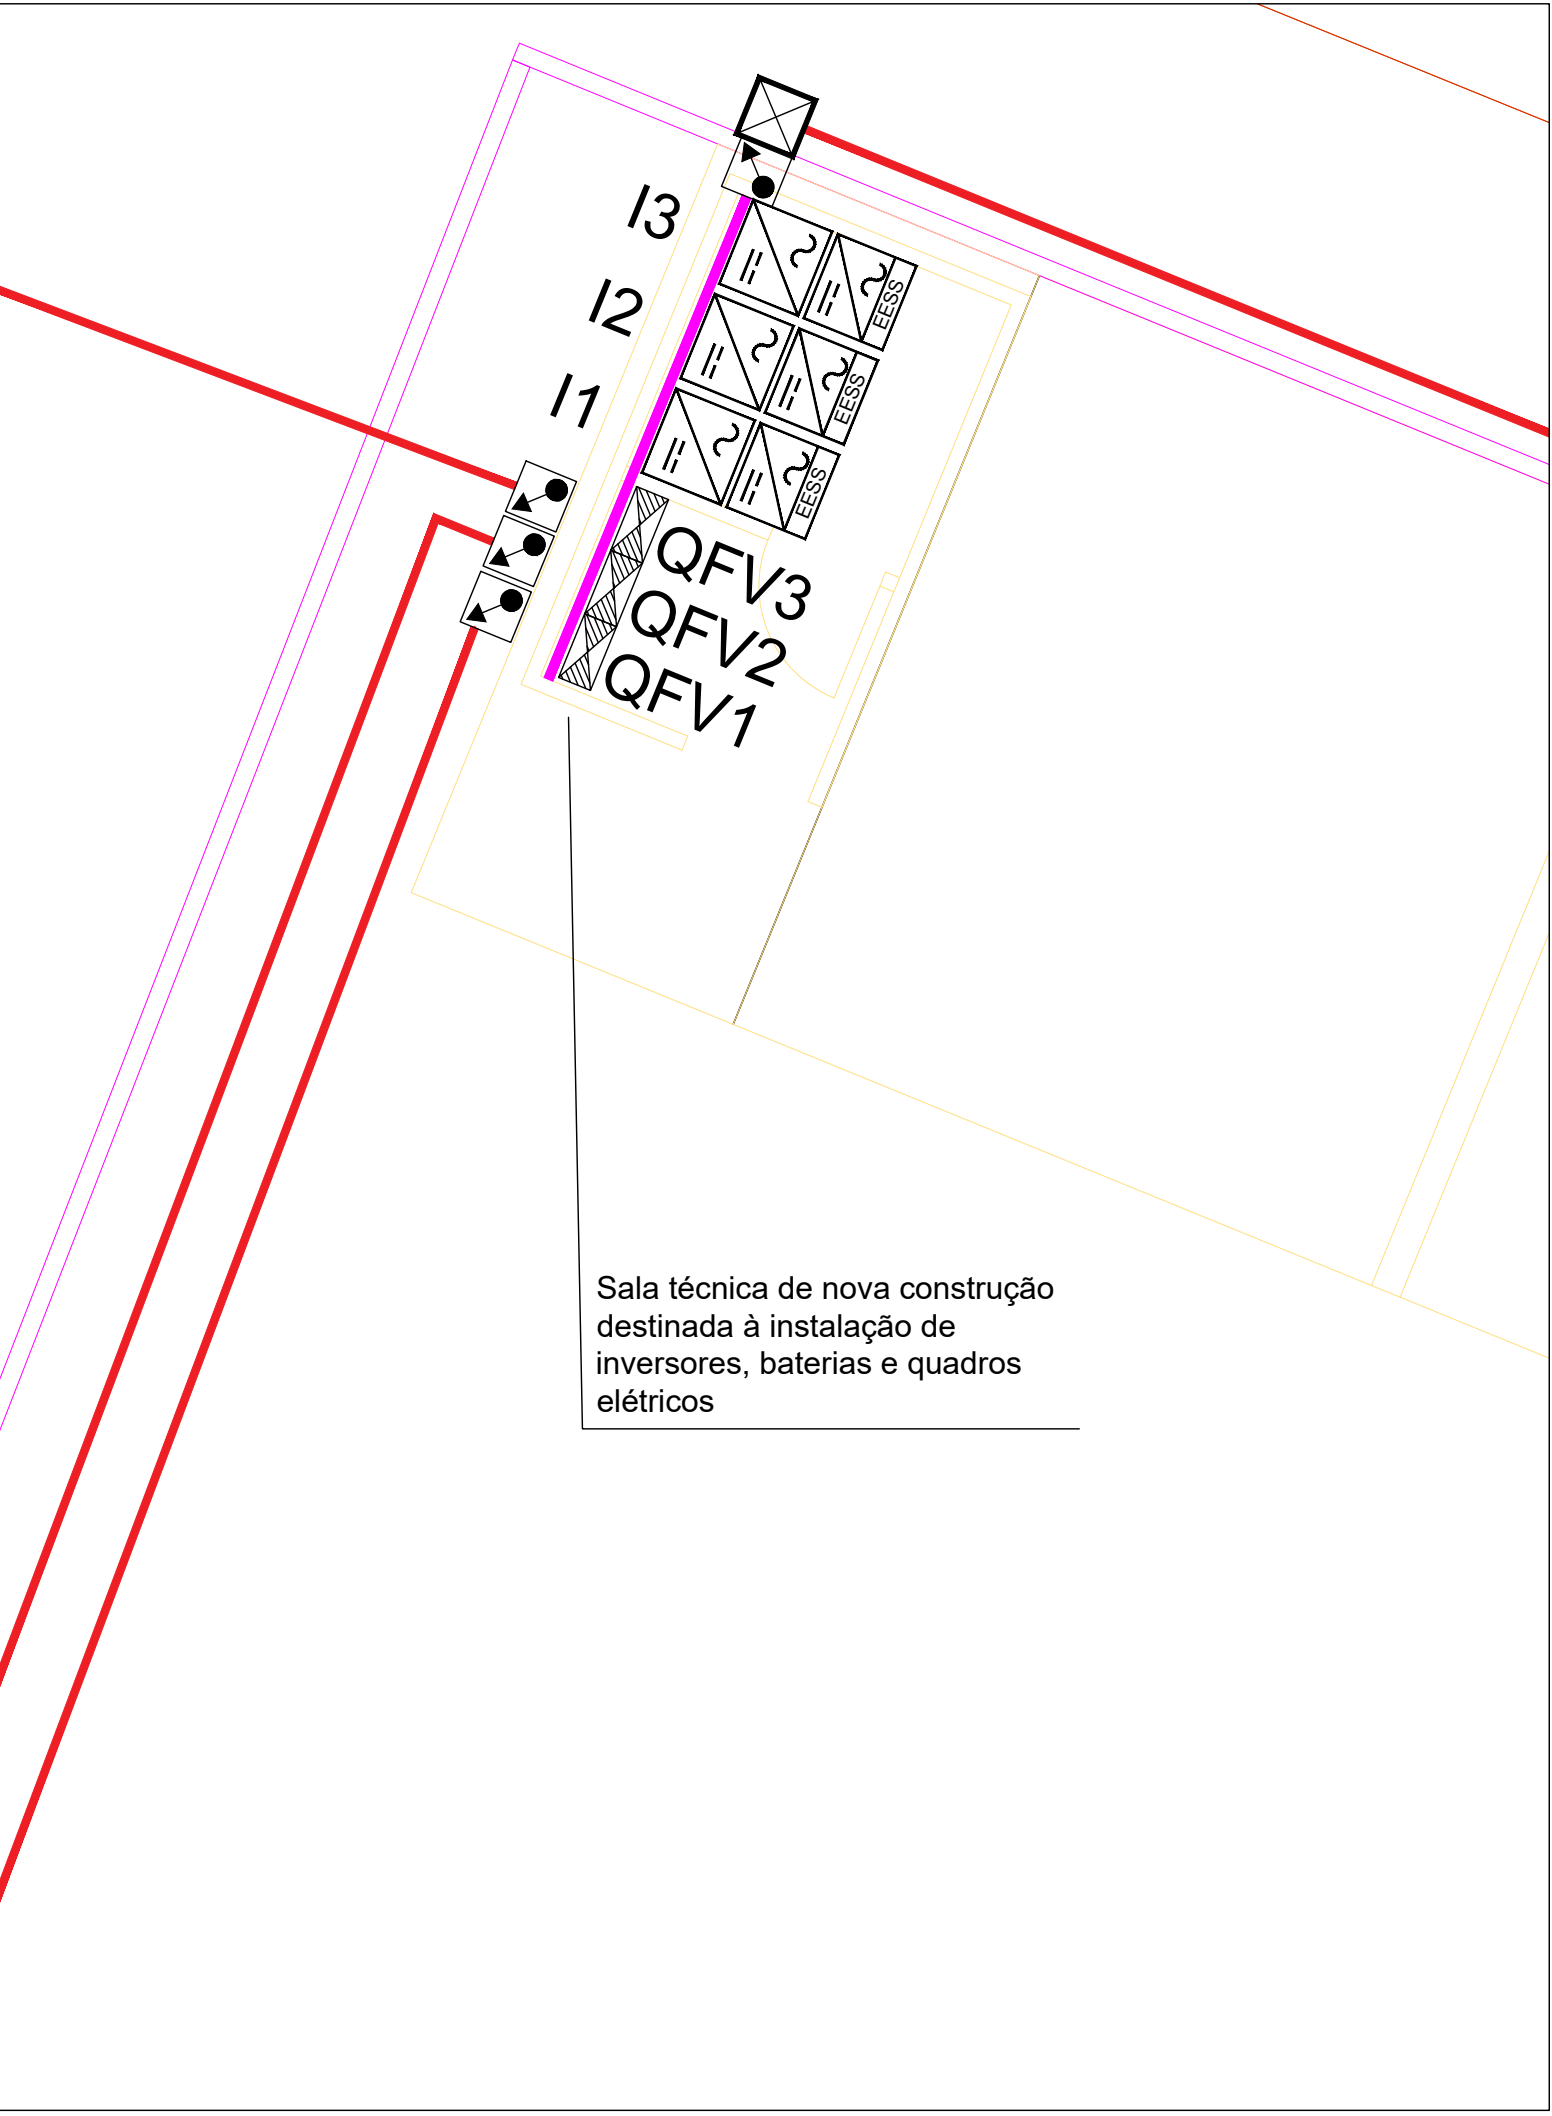 I3
I2
I1
EESS
EESS
EESS
QFV3
QFV2
QFV1
Sala técnica de nova construção
destinada à instalação de
inversores, baterias e quadros
elétricos